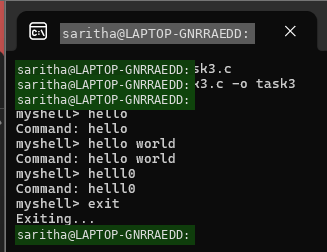 saritha@LAPTOP-GNRRAEDD:
saritha@LAPTOP-GNRRAEDD: sk3.c
saritha@LAPTOP-GNRRAEDD: k3.c -o task3
saritha@LAPTOP-GNRRAEDD:
myshell> hello
Command: hello
myshell> hello world
Command: hello world
myshell> helll0
Command: helll0
myshell> exit
Exiting...
saritha@LAPTOP-GNRRAEDD: